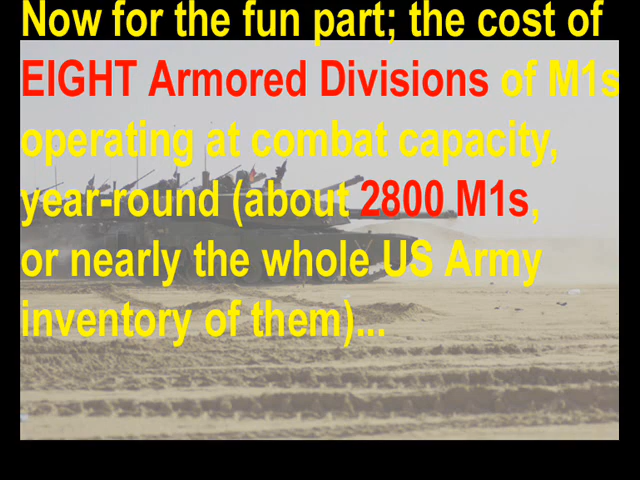 Now for the fun part; the cost of
EIGHT Armored Divisions of M1s
operating at combat capacity,
year-round (about 2800 M1s,
or nearly the whole US Army
inventory of them)...